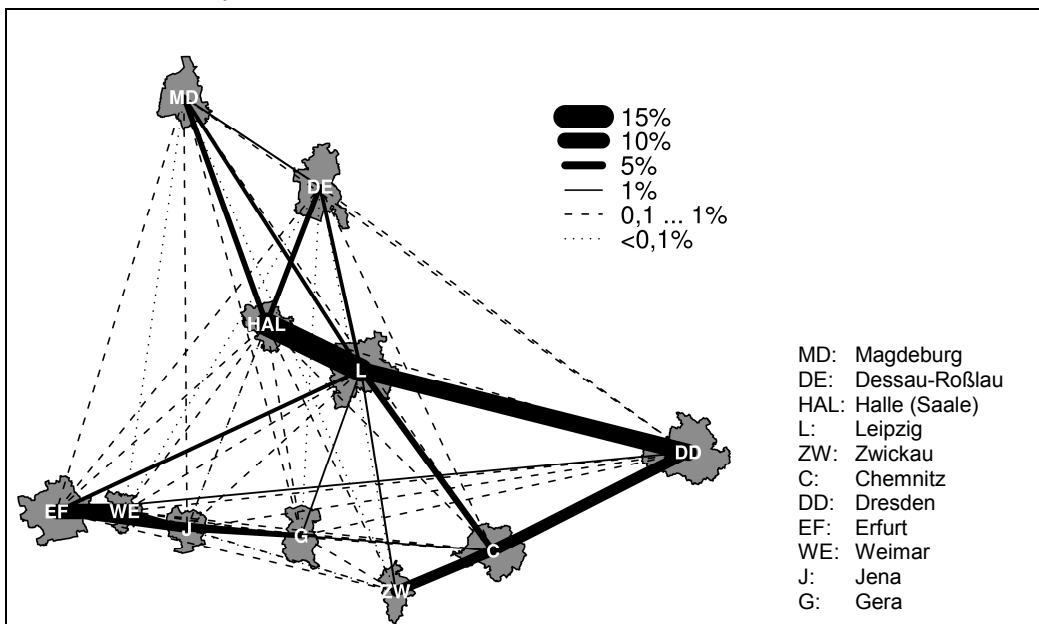 MD
DE
HAL
L
DD
EF
WE
J
G
C
ZW
15%
10%
5%
1%
0,1 ... 1%
<0,1%
MD: Magdeburg
DE: Dessau-Roßlau
HAL: Halle (Saale)
L: Leipzig
ZW: Zwickau
C: Chemnitz
DD: Dresden
EF: Erfurt
WE: Weimar
J: Jena
G: Gera